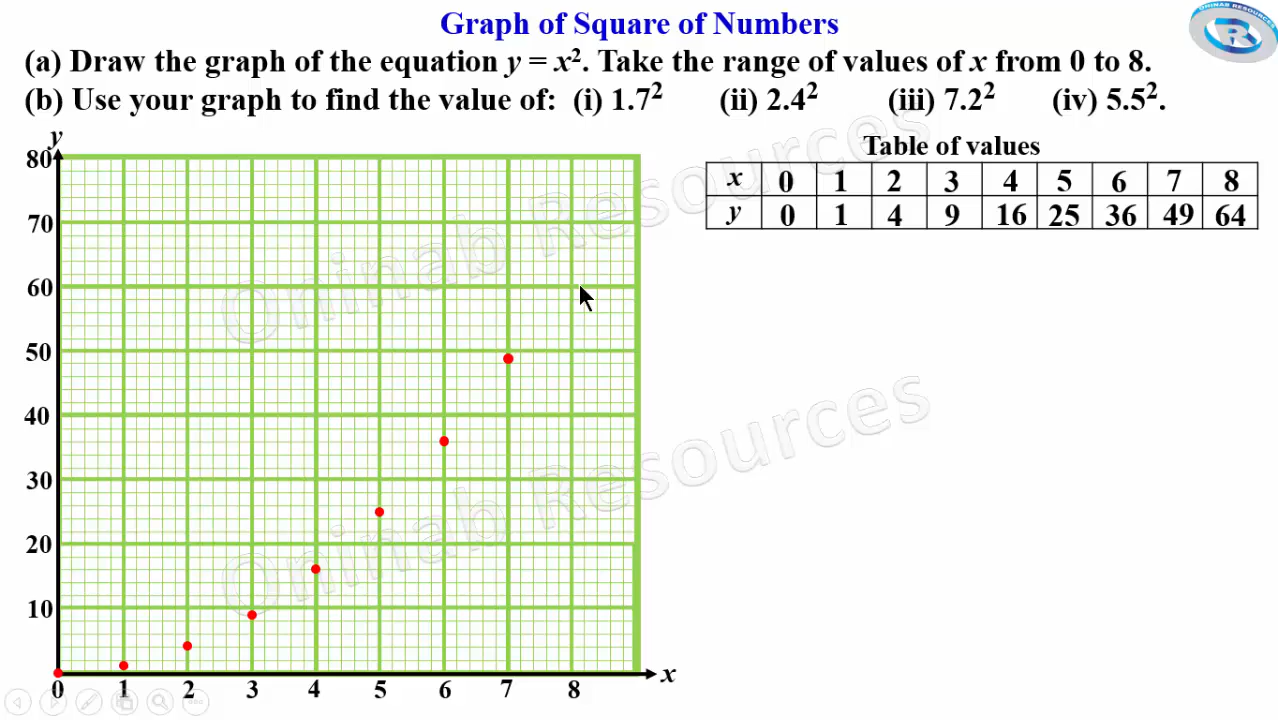 Graph of Square of Numbers
ONINAB RESOURCES
R
(a) Draw the graph of the equation y = x². Take the range of values of x from 0 to 8.
(b) Use your graph to find the value of: (i) 1.7² (ii) 2.4² (iii) 7.2² (iv) 5.5².
Table of values
x 0 1 2 3 4 5 6 7 8
y 0 1 4 9 16 25 36 49 64
y
80
70
60
50
40
30
20
10
0 1 2 3 4 5 6 7 8 x
Oninab Resources
Oninab Resources